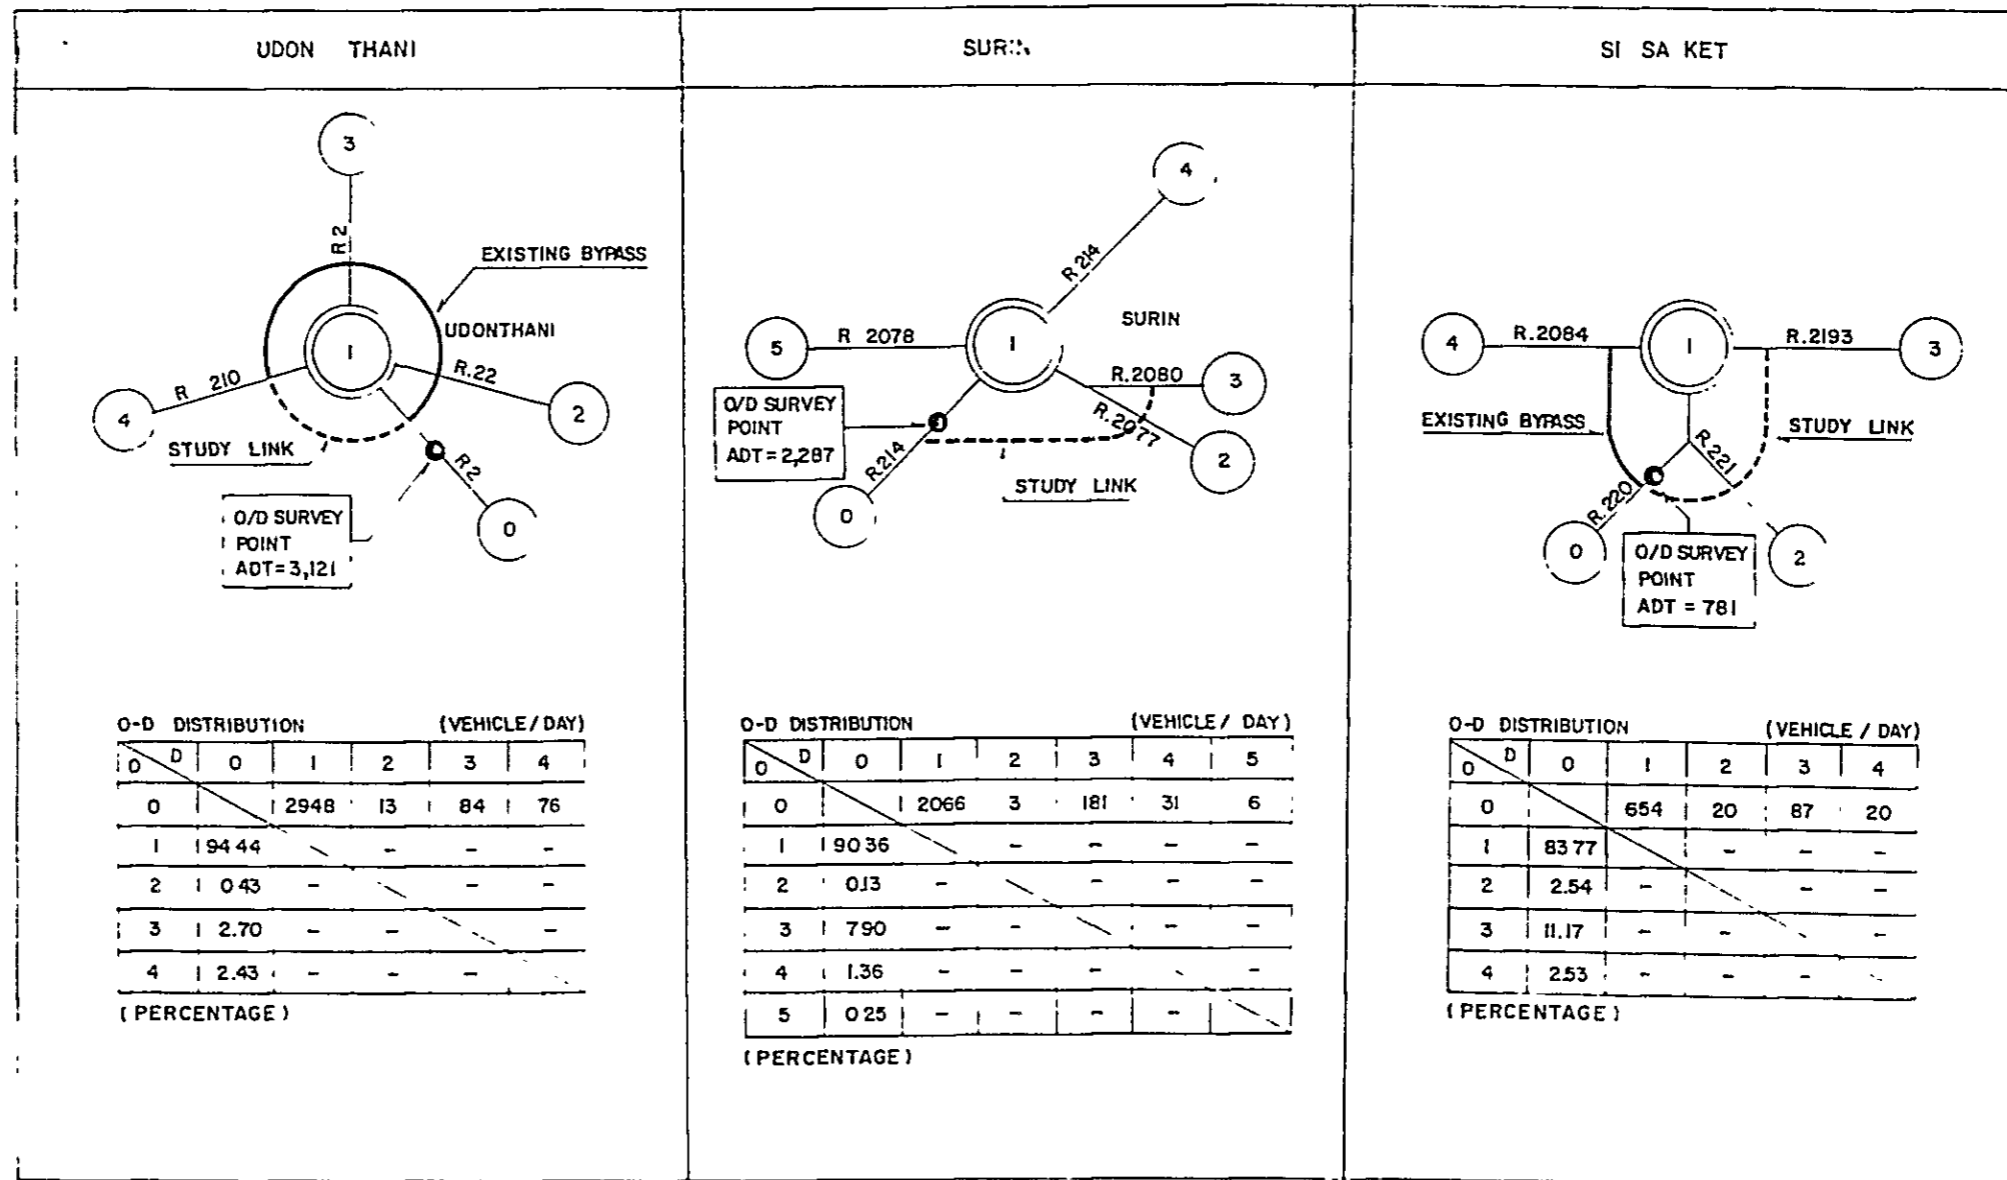 UDON THANI
SURIN
SI SA KET
3
R2
EXISTING BYPASS
UDONTHANI
1
R.22
R 210
4
2
STUDY LINK
R2
O/D SURVEY
POINT
ADT=3,121
0
4
R 214
SURIN
5
R 2078
1
R.2080
3
O/D SURVEY
POINT
ADT=2,287
R.2077
R214
2
STUDY LINK
0
4
R.2084
1
R.2193
3
EXISTING BYPASS
STUDY LINK
R.221
R.220
0
O/D SURVEY
POINT
ADT = 781
2
O-D DISTRIBUTION (VEHICLE/ DAY)
O D 0 1 2 3 4
0 2948 13 84 76
1 94 44 - - -
2 0 43 - - -
3 2.70 - - -
4 2.43 - - -
(PERCENTAGE)
O-D DISTRIBUTION (VEHICLE/ DAY)
O D 0 1 2 3 4 5
0 2066 3 181 31 6
1 90 36 - - - -
2 0.13 - - - -
3 7 90 - - - -
4 1.36 - - - -
5 0 25 - - - -
(PERCENTAGE)
O-D DISTRIBUTION (VEHICLE / DAY)
O D 0 1 2 3 4
0 654 20 87 20
1 83 77 - - -
2 2.54 - - -
3 11.17 - - -
4 2.53 - - -
(PERCENTAGE)